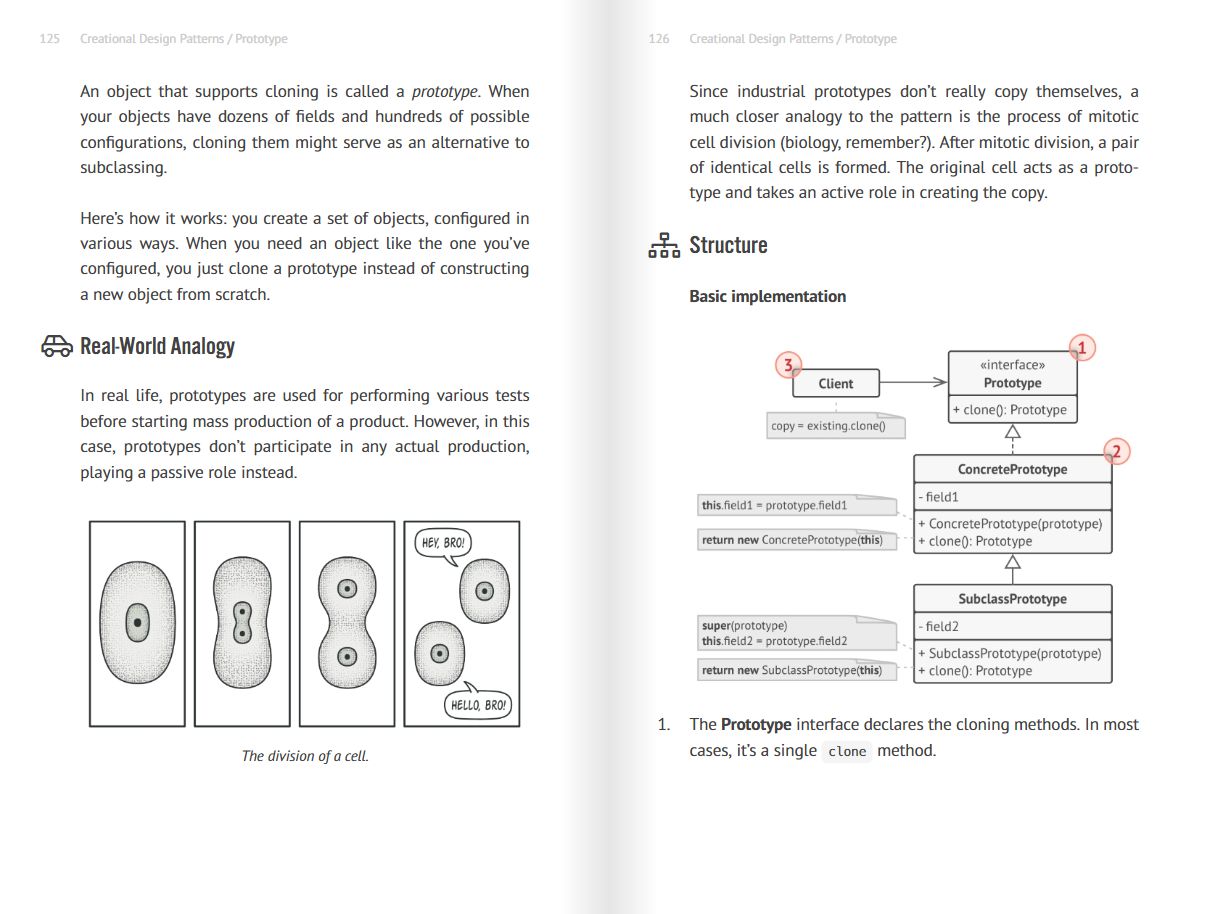 125 Creational Design Patterns / Prototype
An object that supports cloning is called a prototype. When
your objects have dozens of fields and hundreds of possible
configurations, cloning them might serve as an alternative to
subclassing.
Here's how it works: you create a set of objects, configured in
various ways. When you need an object like the one you've
configured, you just clone a prototype instead of constructing
a new object from scratch.
Real-World Analogy
In real life, prototypes are used for performing various tests
before starting mass production of a product. However, in this
case, prototypes don't participate in any actual production,
playing a passive role instead.
HEY, BRO!
HELLO, BRO!
The division of a cell.
126 Creational Design Patterns / Prototype
Since industrial prototypes don't really copy themselves, a
much closer analogy to the pattern is the process of mitotic
cell division (biology, remember?). After mitotic division, a pair
of identical cells is formed. The original cell acts as a proto-
type and takes an active role in creating the copy.
Structure
Basic implementation
3
Client
copy = existing.clone()
1
«interface»
Prototype
+ clone(): Prototype
2
ConcretePrototype
- field1
this.field1 = prototype.field1
+ ConcretePrototype(prototype)
return new ConcretePrototype(this)
+ clone(): Prototype
SubclassPrototype
- field2
super(prototype)
this.field2 = prototype.field2
+ SubclassPrototype(prototype)
return new SubclassPrototype(this)
+ clone(): Prototype
1. The Prototype interface declares the cloning methods. In most
cases, it's a single clone method.